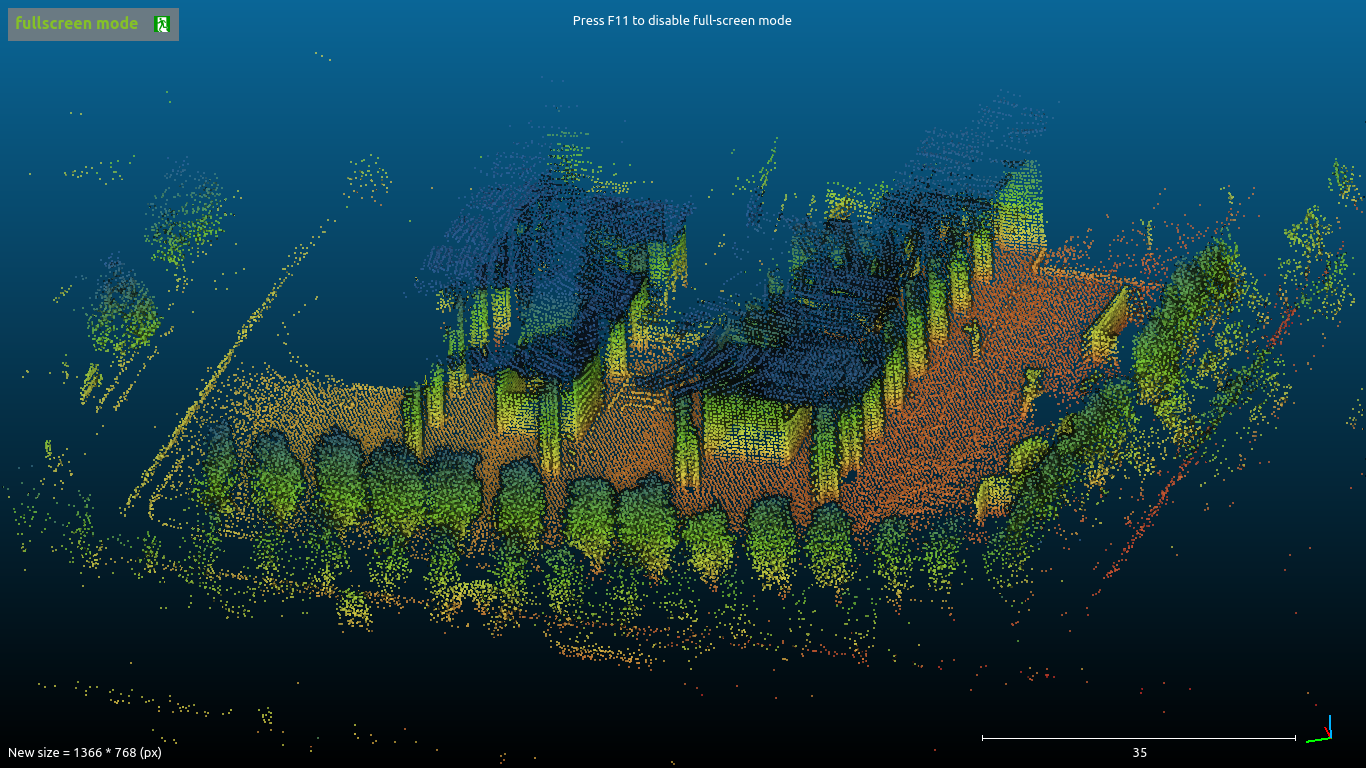 fullscreen mode
Press F11 to disable full-screen mode
New size = 1366 * 768 (px)
35